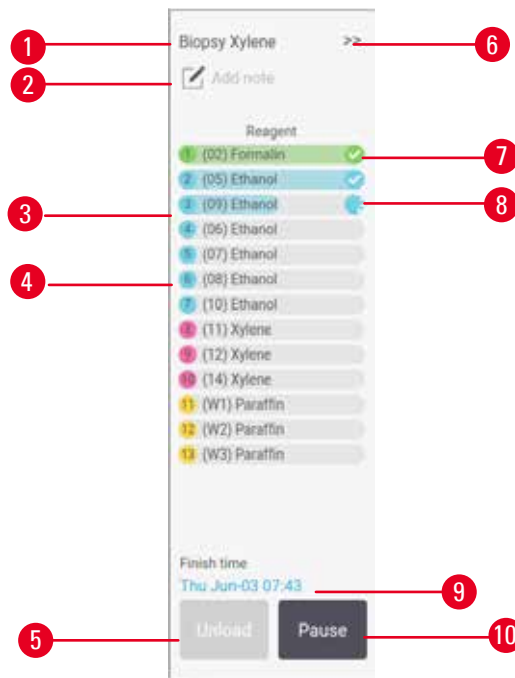 1 Biopsy Xylene >> 6
2 Add note
Reagent
1 (02) Formalin 7
2 (05) Ethanol
3 3 (09) Ethanol 8
4 (06) Ethanol
5 (07) Ethanol
4 6 (08) Ethanol
7 (10) Ethanol
8 (11) Xylene
9 (12) Xylene
10 (14) Xylene
11 (W1) Paraffin
12 (W2) Paraffin
13 (W3) Paraffin
Finish time
Thu Jun-03 07:43 9
5 Unload Pause 10